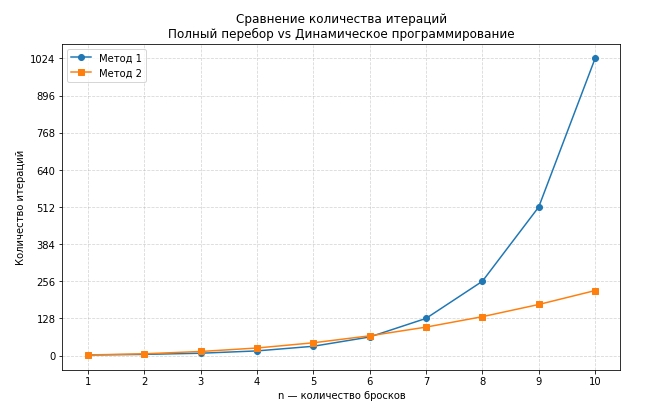 Сравнение количества итераций
Полный перебор vs Динамическое программирование
Метод 1
Метод 2
Количество итераций
1024
896
768
640
512
384
256
128
0
1 2 3 4 5 6 7 8 9 10
n — количество бросков